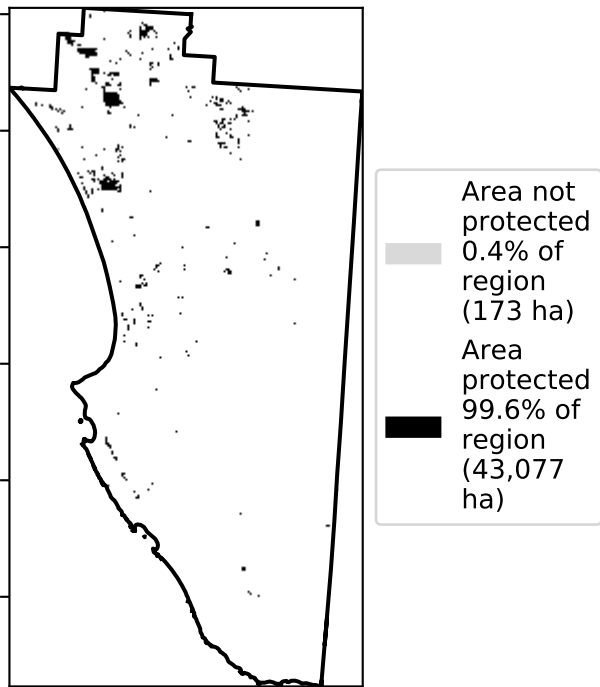 Area not
protected
0.4% of
region
(173 ha)
Area
protected
99.6% of
region
(43,077
ha)